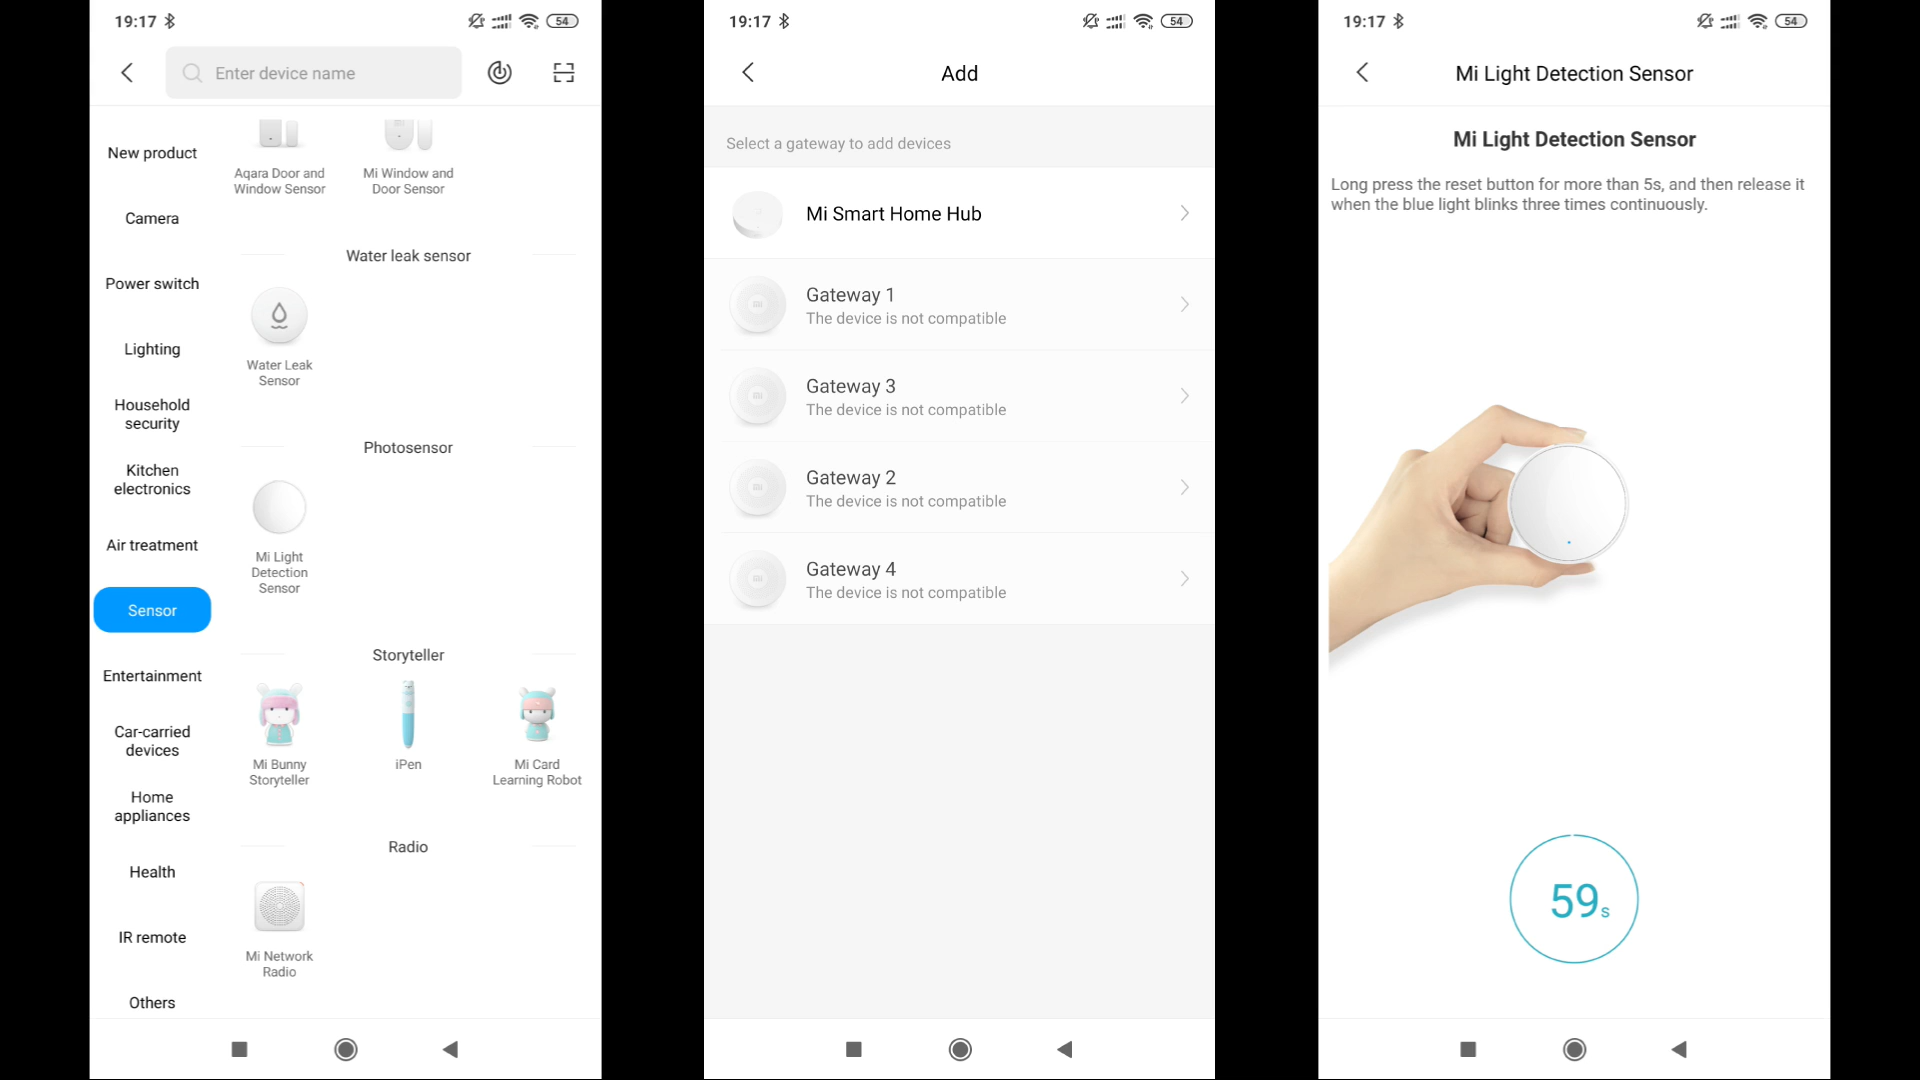 19:17
54
Enter device name
New product
Camera
Power switch
Lighting
Household
security
Kitchen
electronics
Air treatment
Sensor
Entertainment
Car-carried
devices
Home
appliances
Health
IR remote
Others
Aqara Door and
Window Sensor
Mi Window and
Door Sensor
Water leak sensor
Water Leak
Sensor
Photosensor
Mi Light
Detection
Sensor
Storyteller
Mi Bunny
Storyteller
iPen
Mi Card
Learning Robot
Radio
Mi Network
Radio
19:17
54
Add
Select a gateway to add devices
Mi Smart Home Hub
Gateway 1
The device is not compatible
Gateway 3
The device is not compatible
Gateway 2
The device is not compatible
Gateway 4
The device is not compatible
19:17
54
Mi Light Detection Sensor
Mi Light Detection Sensor
Long press the reset button for more than 5s, and then release it
when the blue light blinks three times continuously.
59s